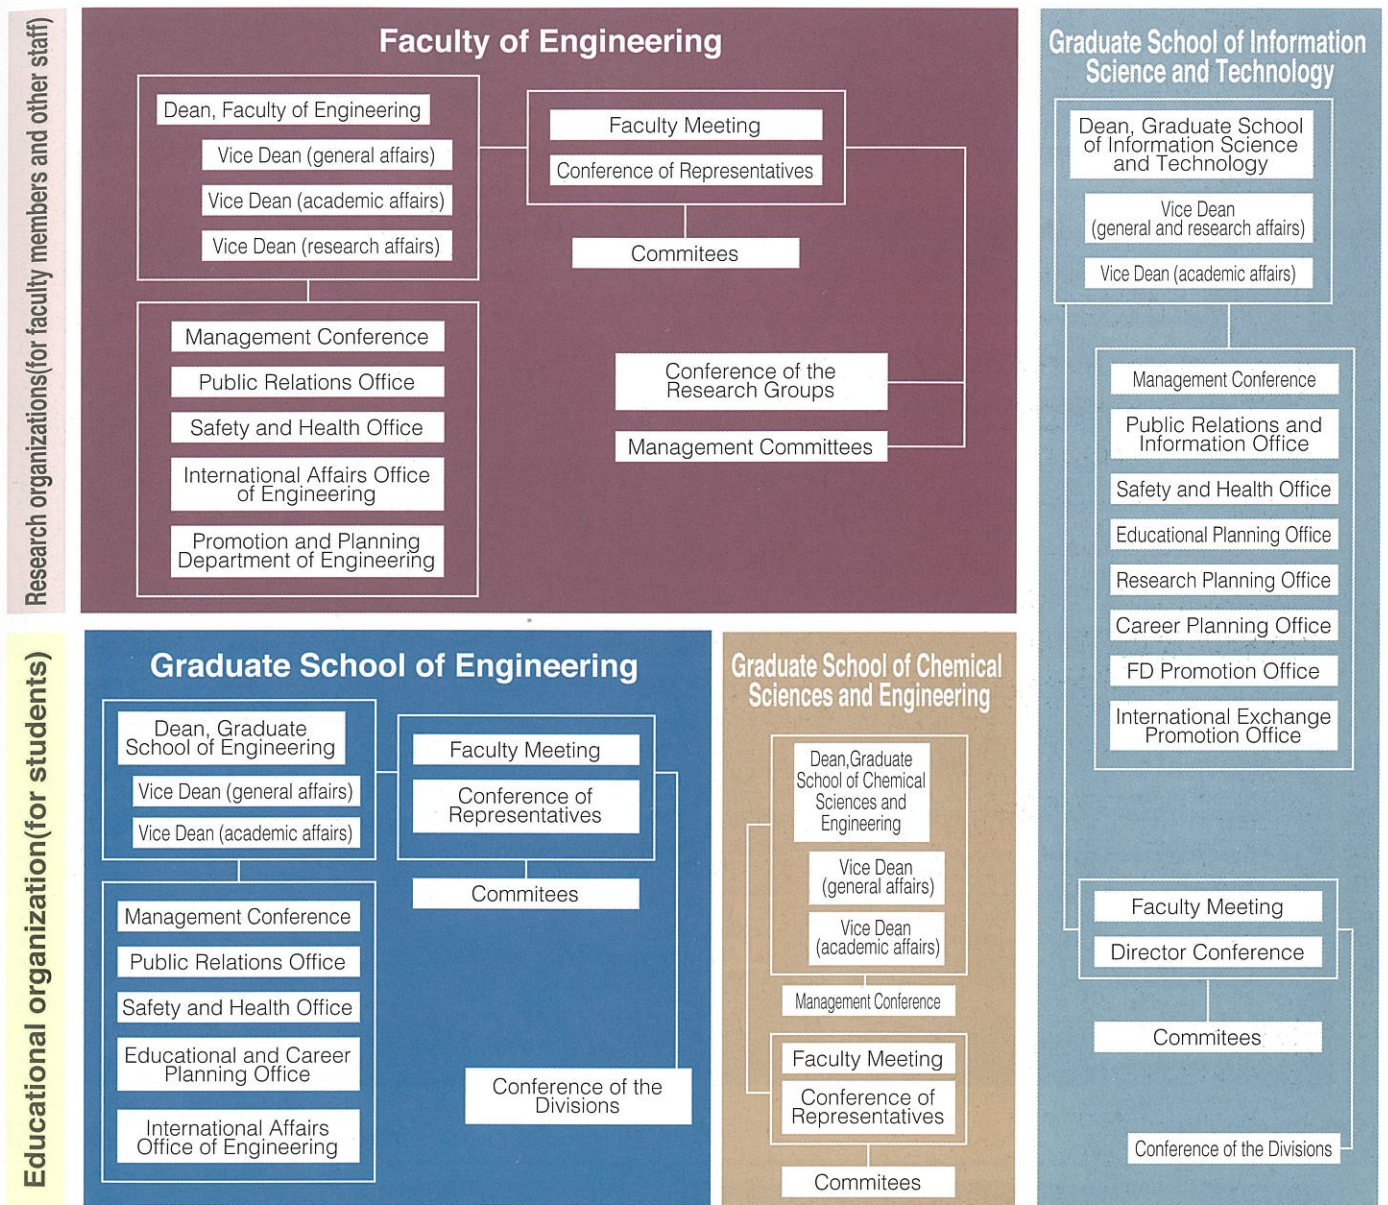 Research organizations(for faculty members and other staff)
Faculty of Engineering
Dean, Faculty of Engineering
Vice Dean (general affairs)
Vice Dean (academic affairs)
Vice Dean (research affairs)
Faculty Meeting
Conference of Representatives
Commitees
Management Conference
Public Relations Office
Safety and Health Office
International Affairs Office
of Engineering
Promotion and Planning
Department of Engineering
Conference of the
Research Groups
Management Committees
Graduate School of Information
Science and Technology
Dean, Graduate School
of Information Science
and Technology
Vice Dean
(general and research affairs)
Vice Dean (academic affairs)
Management Conference
Public Relations and
Information Office
Safety and Health Office
Educational Planning Office
Research Planning Office
Career Planning Office
FD Promotion Office
International Exchange
Promotion Office
Faculty Meeting
Director Conference
Commitees
Conference of the Divisions
Educational organization(for students)
Graduate School of Engineering
Dean, Graduate
School of Engineering
Vice Dean (general affairs)
Vice Dean (academic affairs)
Faculty Meeting
Conference of
Representatives
Commitees
Management Conference
Public Relations Office
Safety and Health Office
Educational and Career
Planning Office
International Affairs
Office of Engineering
Conference of the
Divisions
Graduate School of Chemical
Sciences and Engineering
Dean,Graduate
School of Chemical
Sciences and
Engineering
Vice Dean
(general affairs)
Vice Dean
(academic affairs)
Management Conference
Faculty Meeting
Conference of
Representatives
Commitees